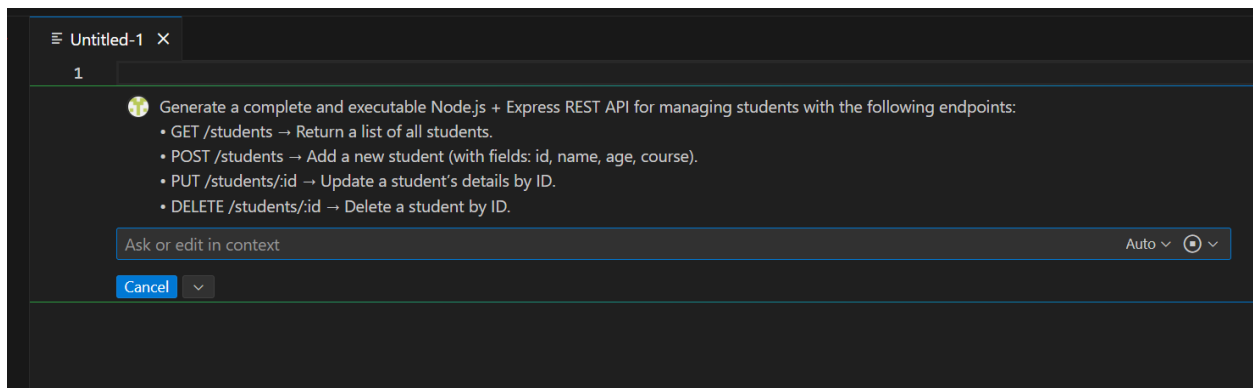 Untitled-1
1
Generate a complete and executable Node.js + Express REST API for managing students with the following endpoints:
• GET /students → Return a list of all students.
• POST /students → Add a new student (with fields: id, name, age, course).
• PUT /students/:id → Update a student’s details by ID.
• DELETE /students/:id → Delete a student by ID.
Ask or edit in context Auto
Cancel